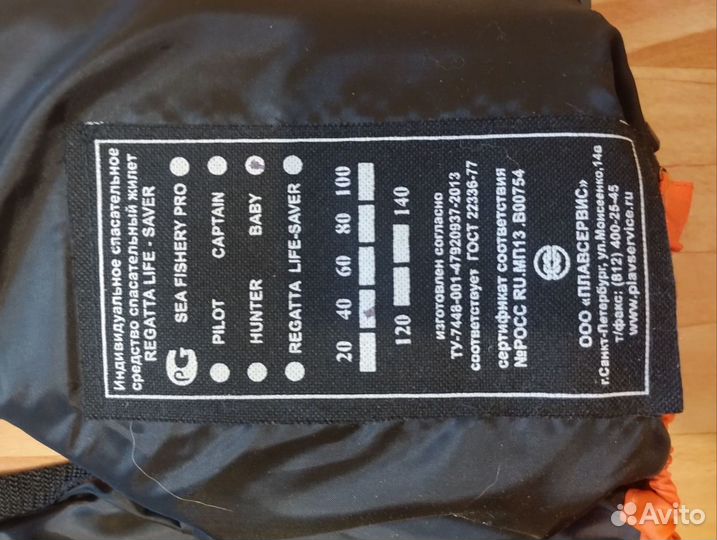 Индивидуальное спасательное
средство спасательный жилет
REGATTA LIFE - SAVER
PG SEA FISHERY PRO
PILOT CAPTAIN
HUNTER BABY
REGATTA LIFE-SAVER
20 40 60 80 100
120 140
изготовлен согласно
ТУ-7448-001-47920937-2013
соответствует ГОСТ 22336-77
сертификат соответствия
№РОСС RU.МП13 .В00754
ООО «ПЛАВСЕРВИС»
г.Санкт-Петербург, ул.Моисеенко,14в
т/факс: (812) 400-25-45
www.plavservice.ru
Avito